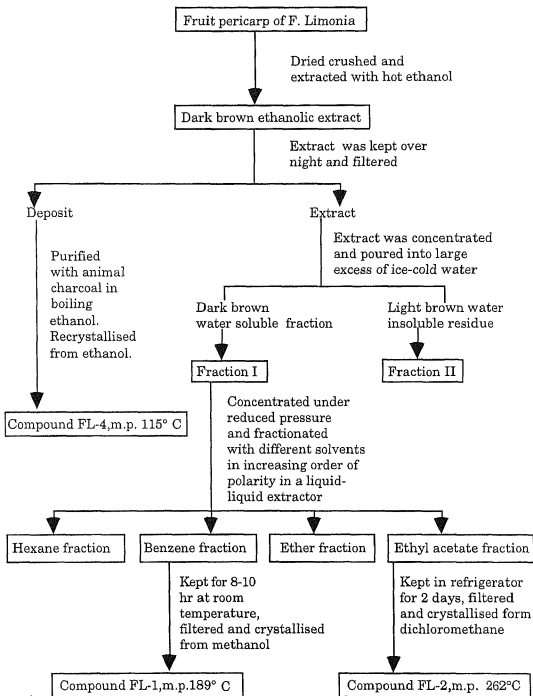 Fruit pericarp of F. Limonia
Dried crushed and
extracted with hot ethanol
Dark brown ethanolic extract
Extract was kept over
night and filtered
Deposit
Extract
Purified
with animal
charcoal in
boiling
ethanol.
Recrystallised
from ethanol.
Extract was concentrated
and poured into large
excess of ice-cold water
Dark brown
water soluble fraction
Light brown water
insoluble residue
Fraction I
Fraction II
Compound FL-4,m.p. 115° C
Concentrated under
reduced pressure
and fractionated
with different solvents
in increasing order of
polarity in a liquid-
liquid extractor
Hexane fraction
Benzene fraction
Ether fraction
Ethyl acetate fraction
Kept for 8-10
hr at room
temperature,
filtered and crystallised
from methanol
Kept in refrigerator
for 2 days, filtered
and crystallised form
dichloromethane
Compound FL-1,m.p.189° C
Compound FL-2,m.p. 262°C